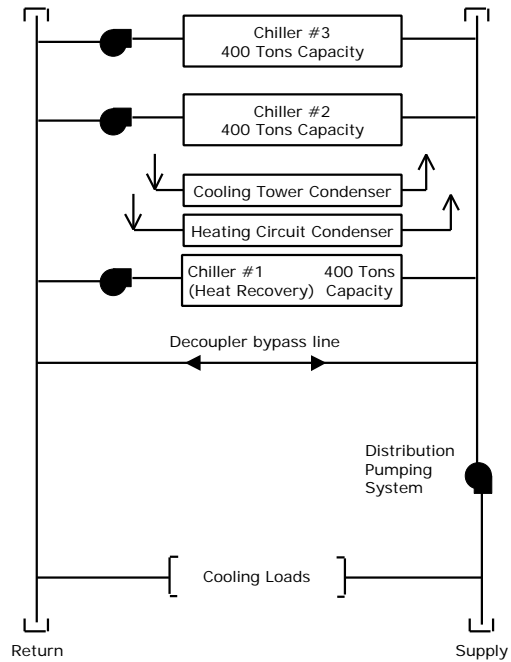 Chiller #3
400 Tons Capacity
Chiller #2
400 Tons Capacity
Cooling Tower Condenser
Heating Circuit Condenser
Chiller #1 400 Tons
(Heat Recovery) Capacity
Decoupler bypass line
Distribution
Pumping
System
Cooling Loads
Return Supply